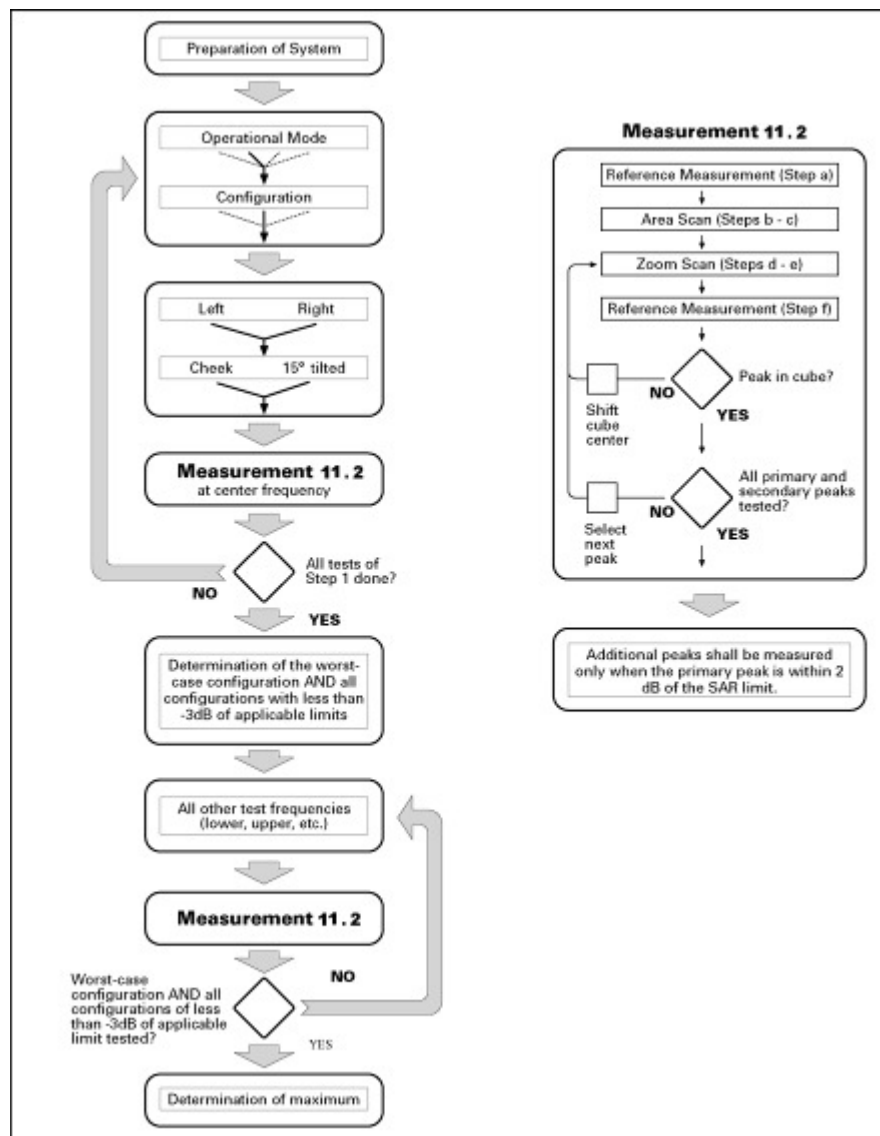 Preparation of System
Operational Mode
Configuration
Left Right
Cheek 15° tilted
Measurement 11.2
at center frequency
All tests of
Step 1 done?
NO
YES
Determination of the worst-
case configuration AND all
configurations with less than
-3dB of applicable limits
All other test frequencies
(lower, upper, etc.)
Measurement 11.2
NO
Worst-case
configuration AND all
configurations of less
than -3dB of applicable
limit tested?
YES
Determination of maximum
Measurement 11.2
Reference Measurement (Step a)
Area Scan (Steps b - c)
Zoom Scan (Steps d - e)
Reference Measurement (Step f)
Peak in cube?
NO
YES
Shift
cube
center
All primary and
secondary peaks
tested?
NO
YES
Select
next
peak
Additional peaks shall be measured
only when the primary peak is within 2
dB of the SAR limit.